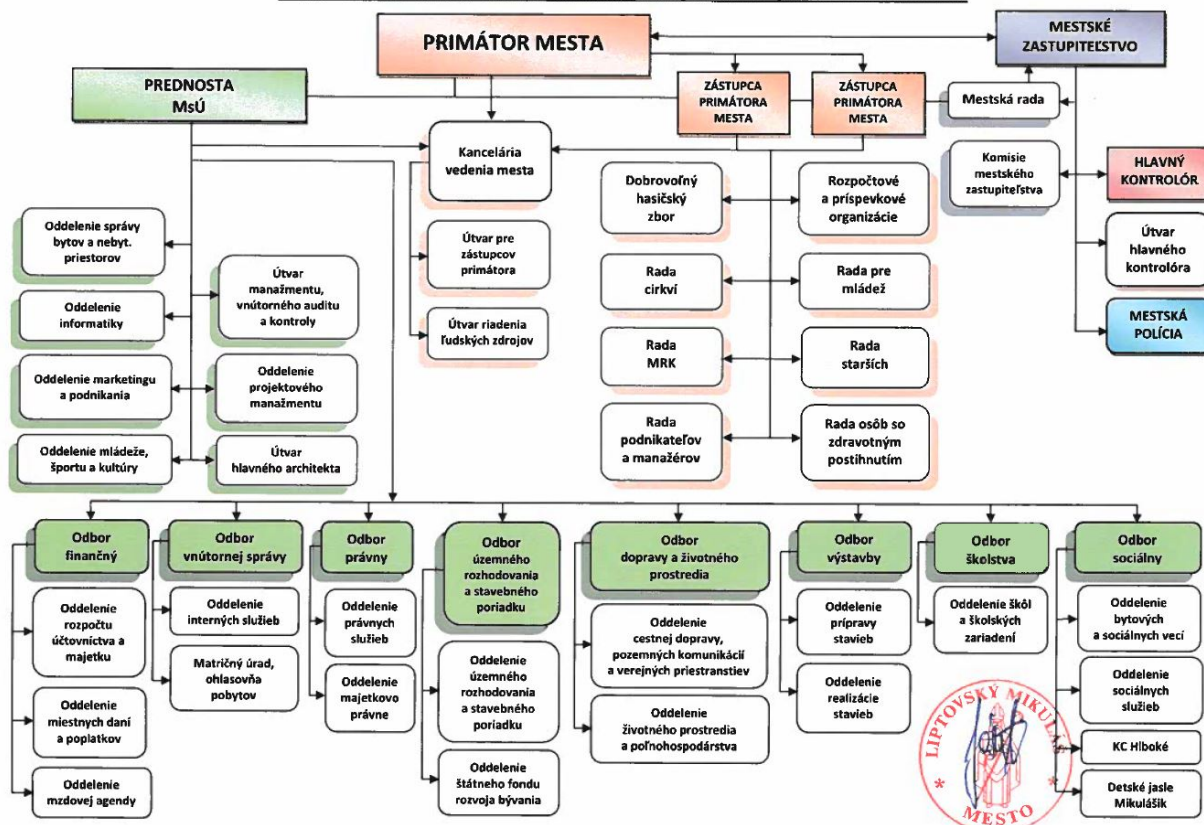 PRIMÁTOR MESTA
MESTSKÉ
ZASTUPITEĽSTVO
PREDNOSTA
MsÚ
ZÁSTUPCA
PRIMÁTORA
MESTA
ZÁSTUPCA
PRIMÁTORA
MESTA
Mestská rada
Kancelária
vedenia mesta
Komisie
mestského
zastupiteľstva
HLAVNÝ
KONTROLÓR
Dobrovoľný
hasičský
zbor
Rozpočtové
a príspevkové
organizácie
Oddelenie správy
bytov a nebyt.
priestorov
Útvar pre
zástupcov
primátora
Útvar
hlavného
kontrolóra
Útvar
manažmentu,
vnútorného auditu
a kontroly
Rada
cirkví
Rada pre
mládež
Oddelenie
informatiky
Útvar riadenia
ľudských zdrojov
MESTSKÁ
POLÍCIA
Rada
MRK
Rada
starších
Oddelenie marketingu
a podnikania
Oddelenie
projektového
manažmentu
Rada
podnikateľov
a manažérov
Rada osôb so
zdravotným
postihnutím
Oddelenie mládeže,
športu a kultúry
Útvar
hlavného architekta
Odbor
finančný
Odbor
vnútornej správy
Odbor
právny
Odbor
územného
rozhodovania
a stavebného
poriadku
Odbor
dopravy a životného
prostredia
Odbor
výstavby
Odbor
školstva
Odbor
sociálny
Oddelenie
rozpočtu
účtovníctva a
majetku
Oddelenie
interných služieb
Oddelenie
právnych
služieb
Oddelenie
cestnej dopravy,
pozemných komunikácií
a verejných priestranstiev
Oddelenie
prípravy
stavieb
Oddelenie škôl
a školských
zariadení
Oddelenie
bytových
a sociálnych vecí
Matričný úrad,
ohlasovňa
pobytov
Oddelenie
majetkovo
právne
Oddelenie
územného
rozhodovania
a stavebného
poriadku
Oddelenie
realizácie
stavieb
Oddelenie
sociálnych
služieb
Oddelenie
miestnych daní
a poplatkov
Oddelenie
životného prostredia
a poľnohospodárstva
KC Hlboké
Oddelenie
mzdovej agendy
Oddelenie
štátneho fondu
rozvoja bývania
Detské jasle
Mikulášik
LIPTOVSKÝ MIKULÁŠ
* MESTO *